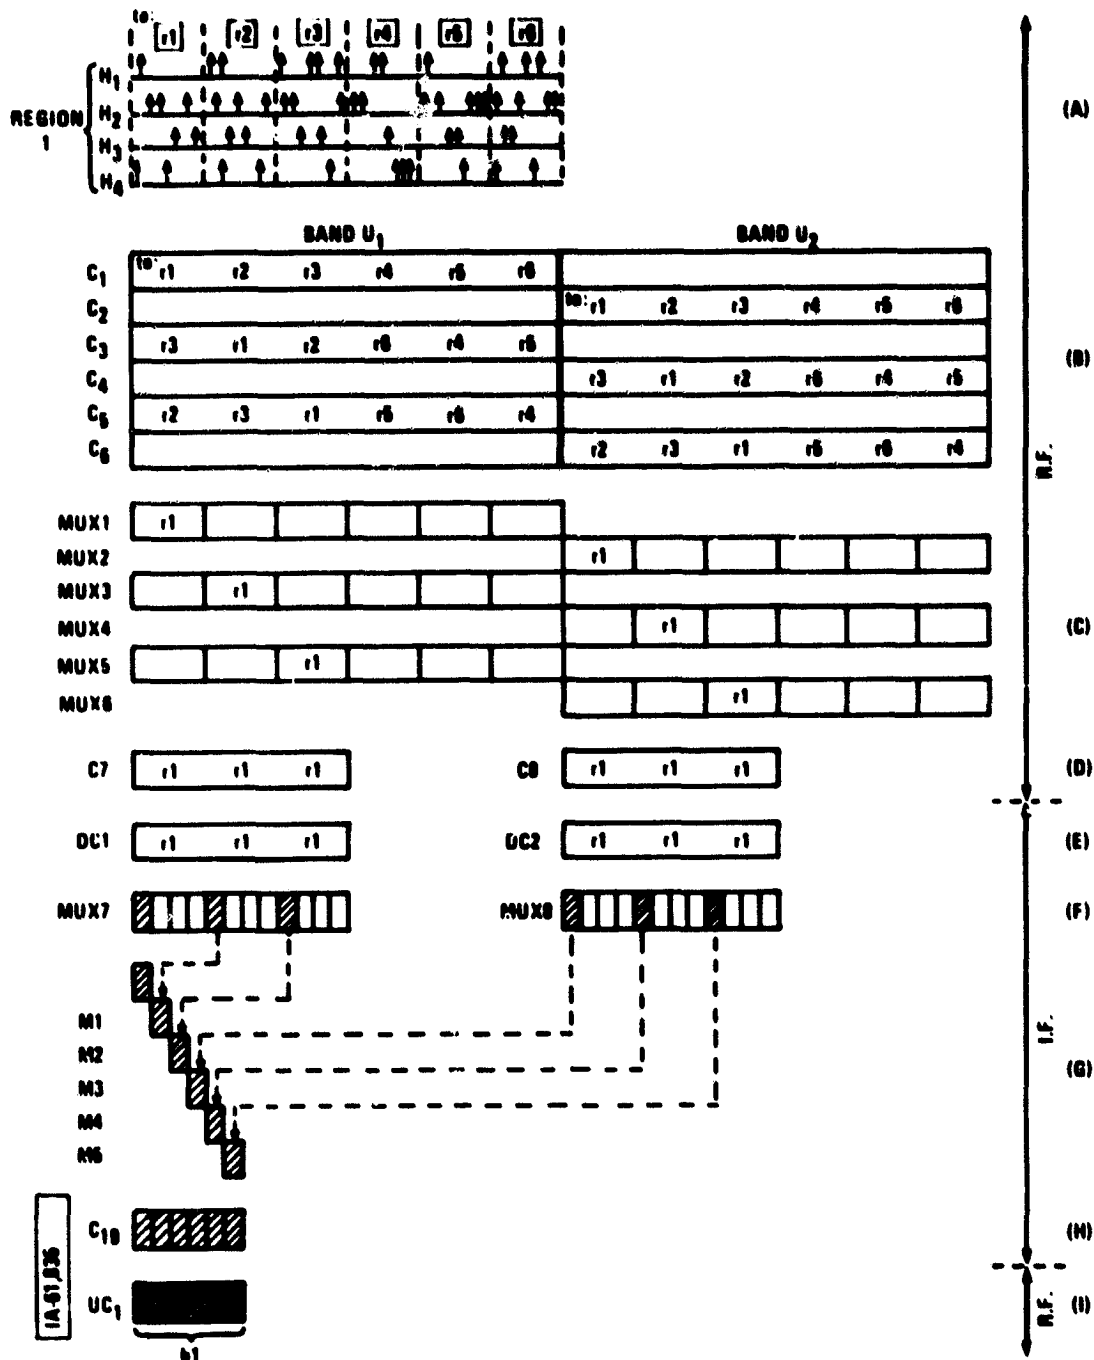 to:
r1 r2 r3 r4 r5 r6
REGION 1
H1
H2
H3
H4
(A)
BAND U1 BAND U2
C1 to: r1 r2 r3 r4 r5 r6
C2 to: r1 r2 r3 r4 r5 r6
C3 r3 r1 r2 r6 r4 r5
C4 r3 r1 r2 r6 r4 r5
C5 r2 r3 r1 r5 r6 r4
C6 r2 r3 r1 r5 r6 r4
(B)
R.F.
MUX1 r1
MUX2 r1
MUX3 r1
MUX4 r1
MUX5 r1
MUX6 r1
(C)
C7 r1 r1 r1 C8 r1 r1 r1 (D)
DC1 r1 r1 r1 DC2 r1 r1 r1 (E)
MUX7 MUX8 (F)
M1
M2
M3
M4
M5
(G)
I.F.
C10 (H)
UC1 (I)
R.F.
b1